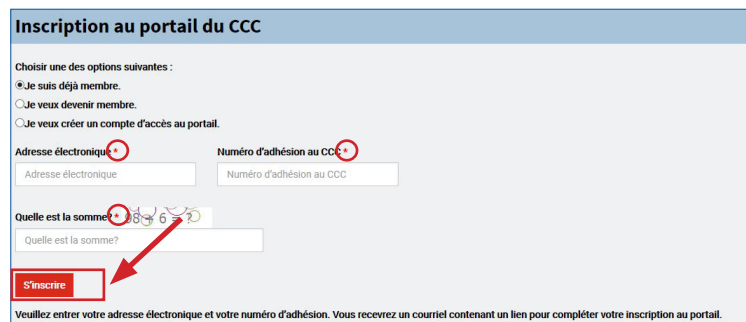 Inscription au portail du CCC
Choisir une des options suivantes :
Je suis déjà membre.
Je veux devenir membre.
Je veux créer un compte d'accès au portail.
Adresse électronique * Numéro d'adhésion au CCC *
Adresse électronique Numéro d'adhésion au CCC
Quelle est la somme? * 98 + 6 = ?
Quelle est la somme?
S'inscrire
Veuillez entrer votre adresse électronique et votre numéro d'adhésion. Vous recevrez un courriel contenant un lien pour compléter votre inscription au portail.